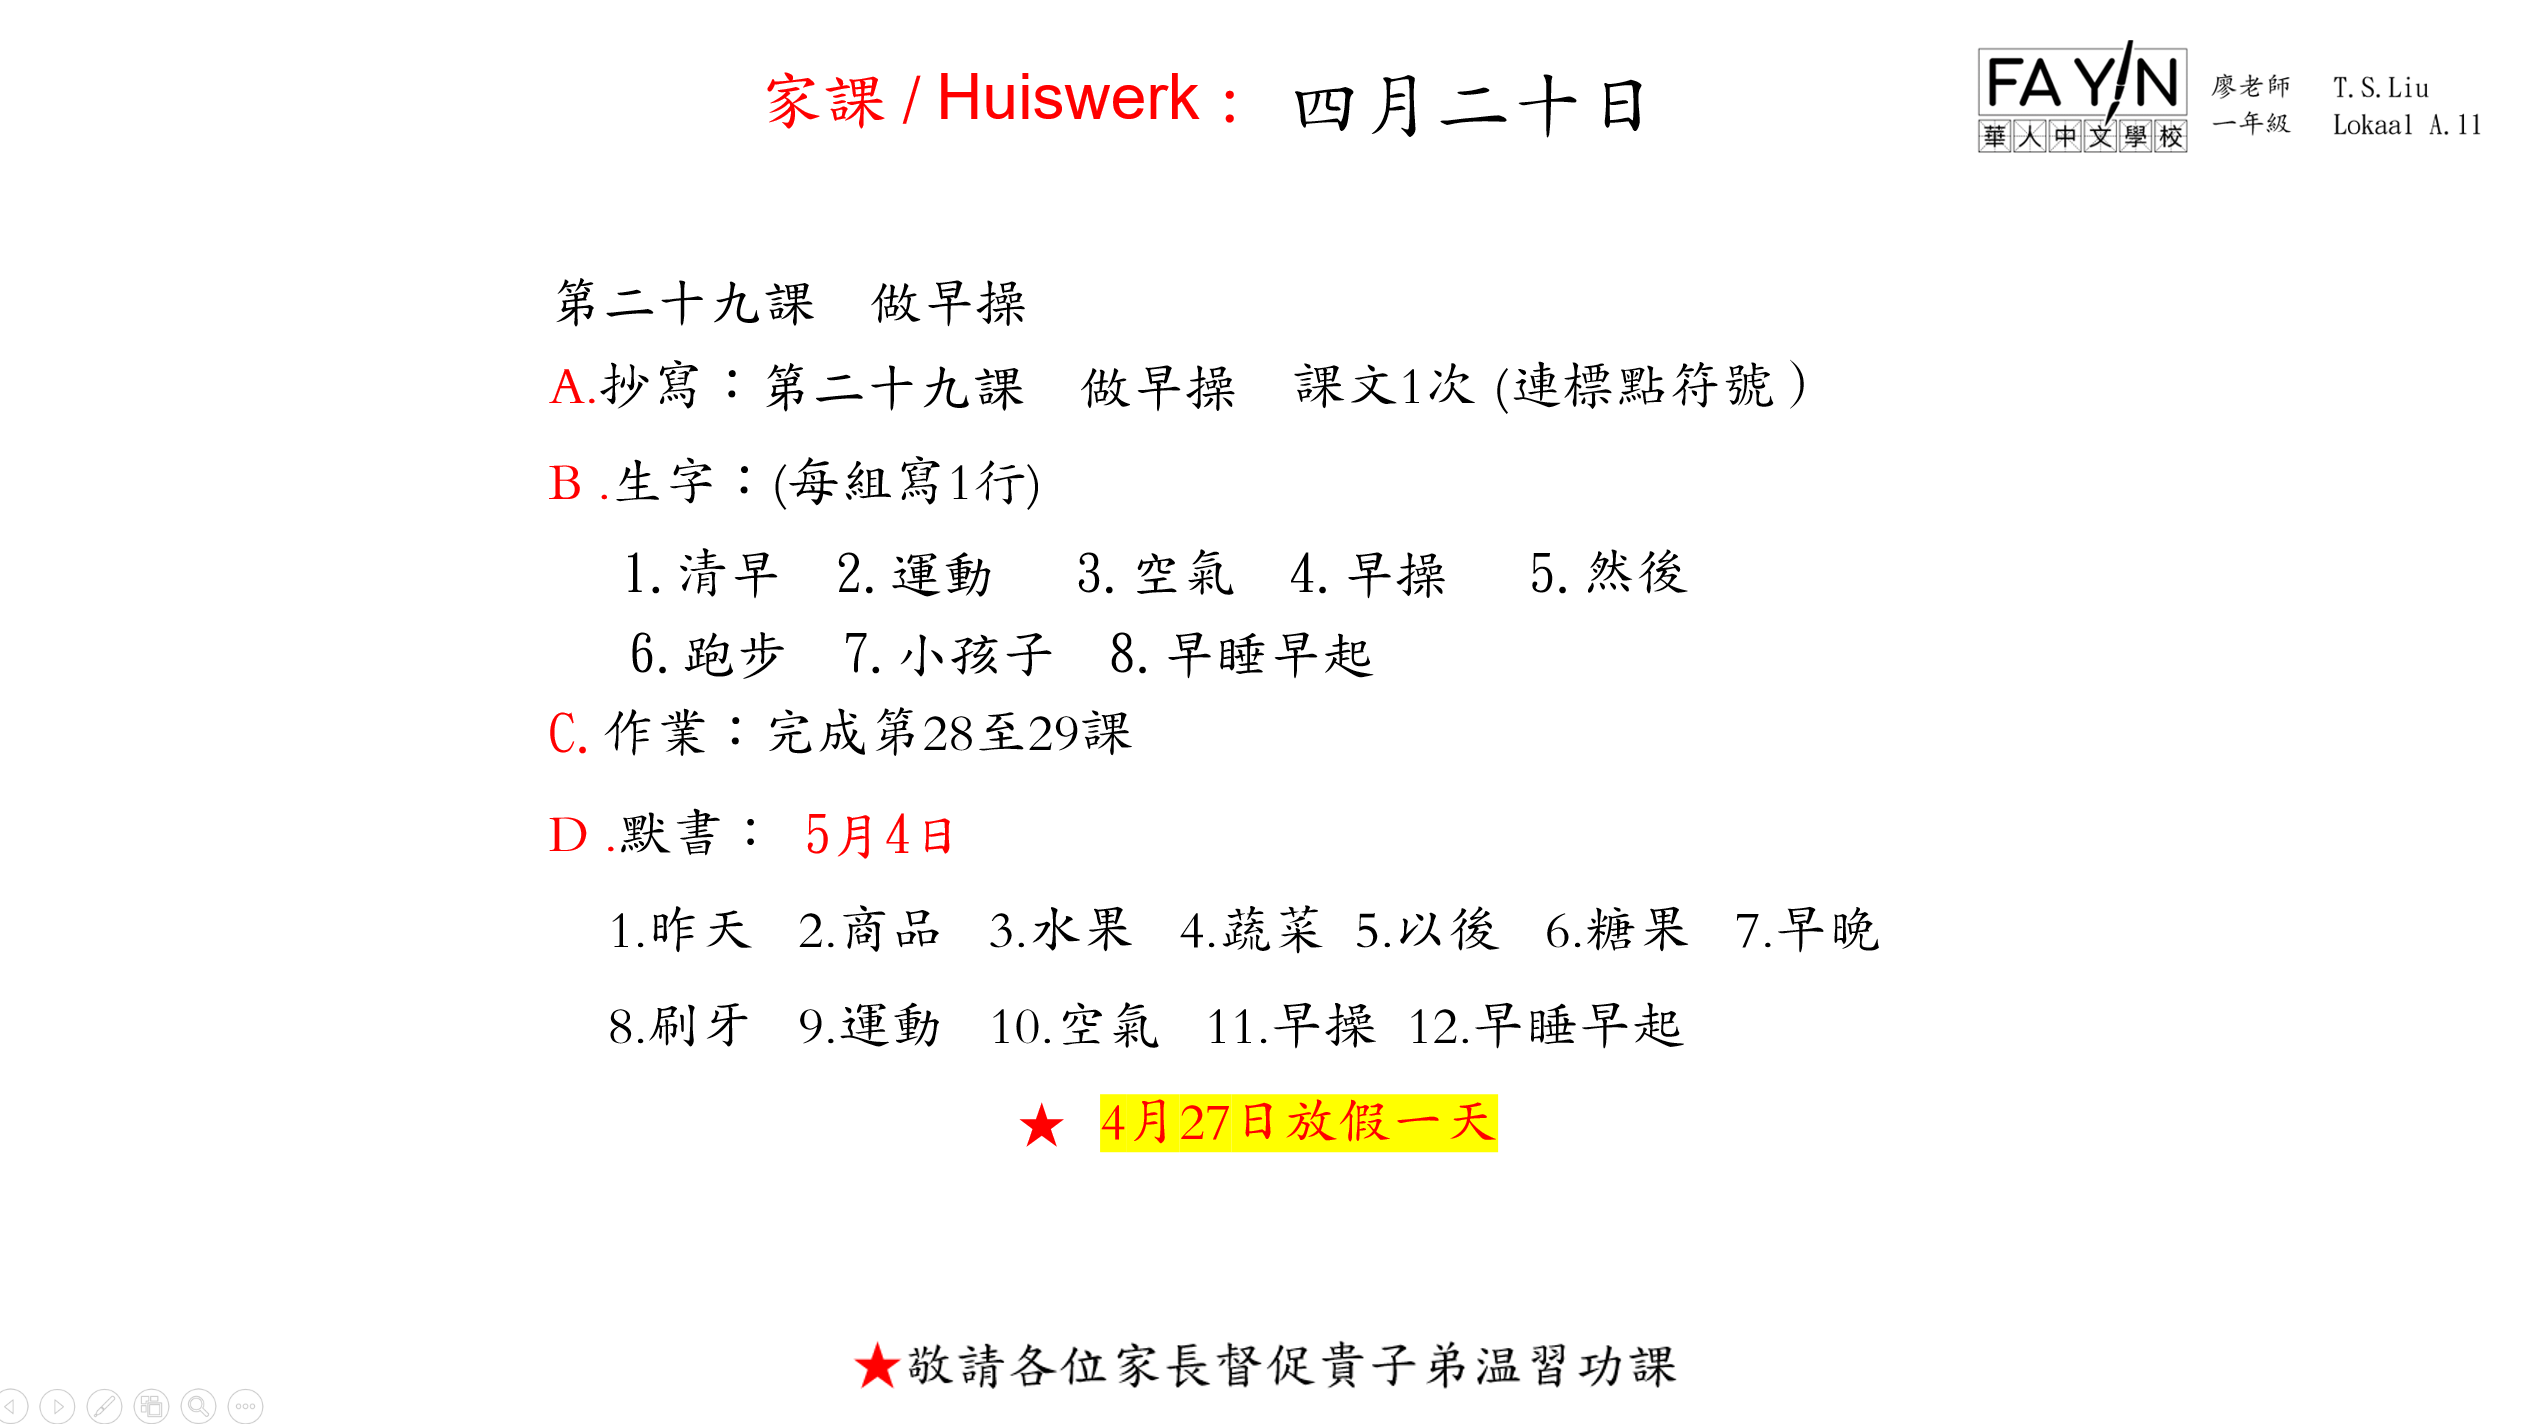 家課 / Huiswerk： 四月二十日
FAYIN
華人中文學校
廖老師 T.S.Liu
一年級 Lokaal A.11
第二十九課 做早操
A.抄寫：第二十九課 做早操 課文1次 (連標點符號）
B .生字：(每組寫1行)
1.清早 2.運動 3.空氣 4.早操 5.然後
6.跑步 7.小孩子 8.早睡早起
C.作業：完成第28至29課
D .默書： 5月4日
1.昨天 2.商品 3.水果 4.蔬菜 5.以後 6.糖果 7.早晚
8.刷牙 9.運動 10.空氣 11.早操 12.早睡早起
★ 4月27日放假一天
★敬請各位家長督促貴子弟温習功課